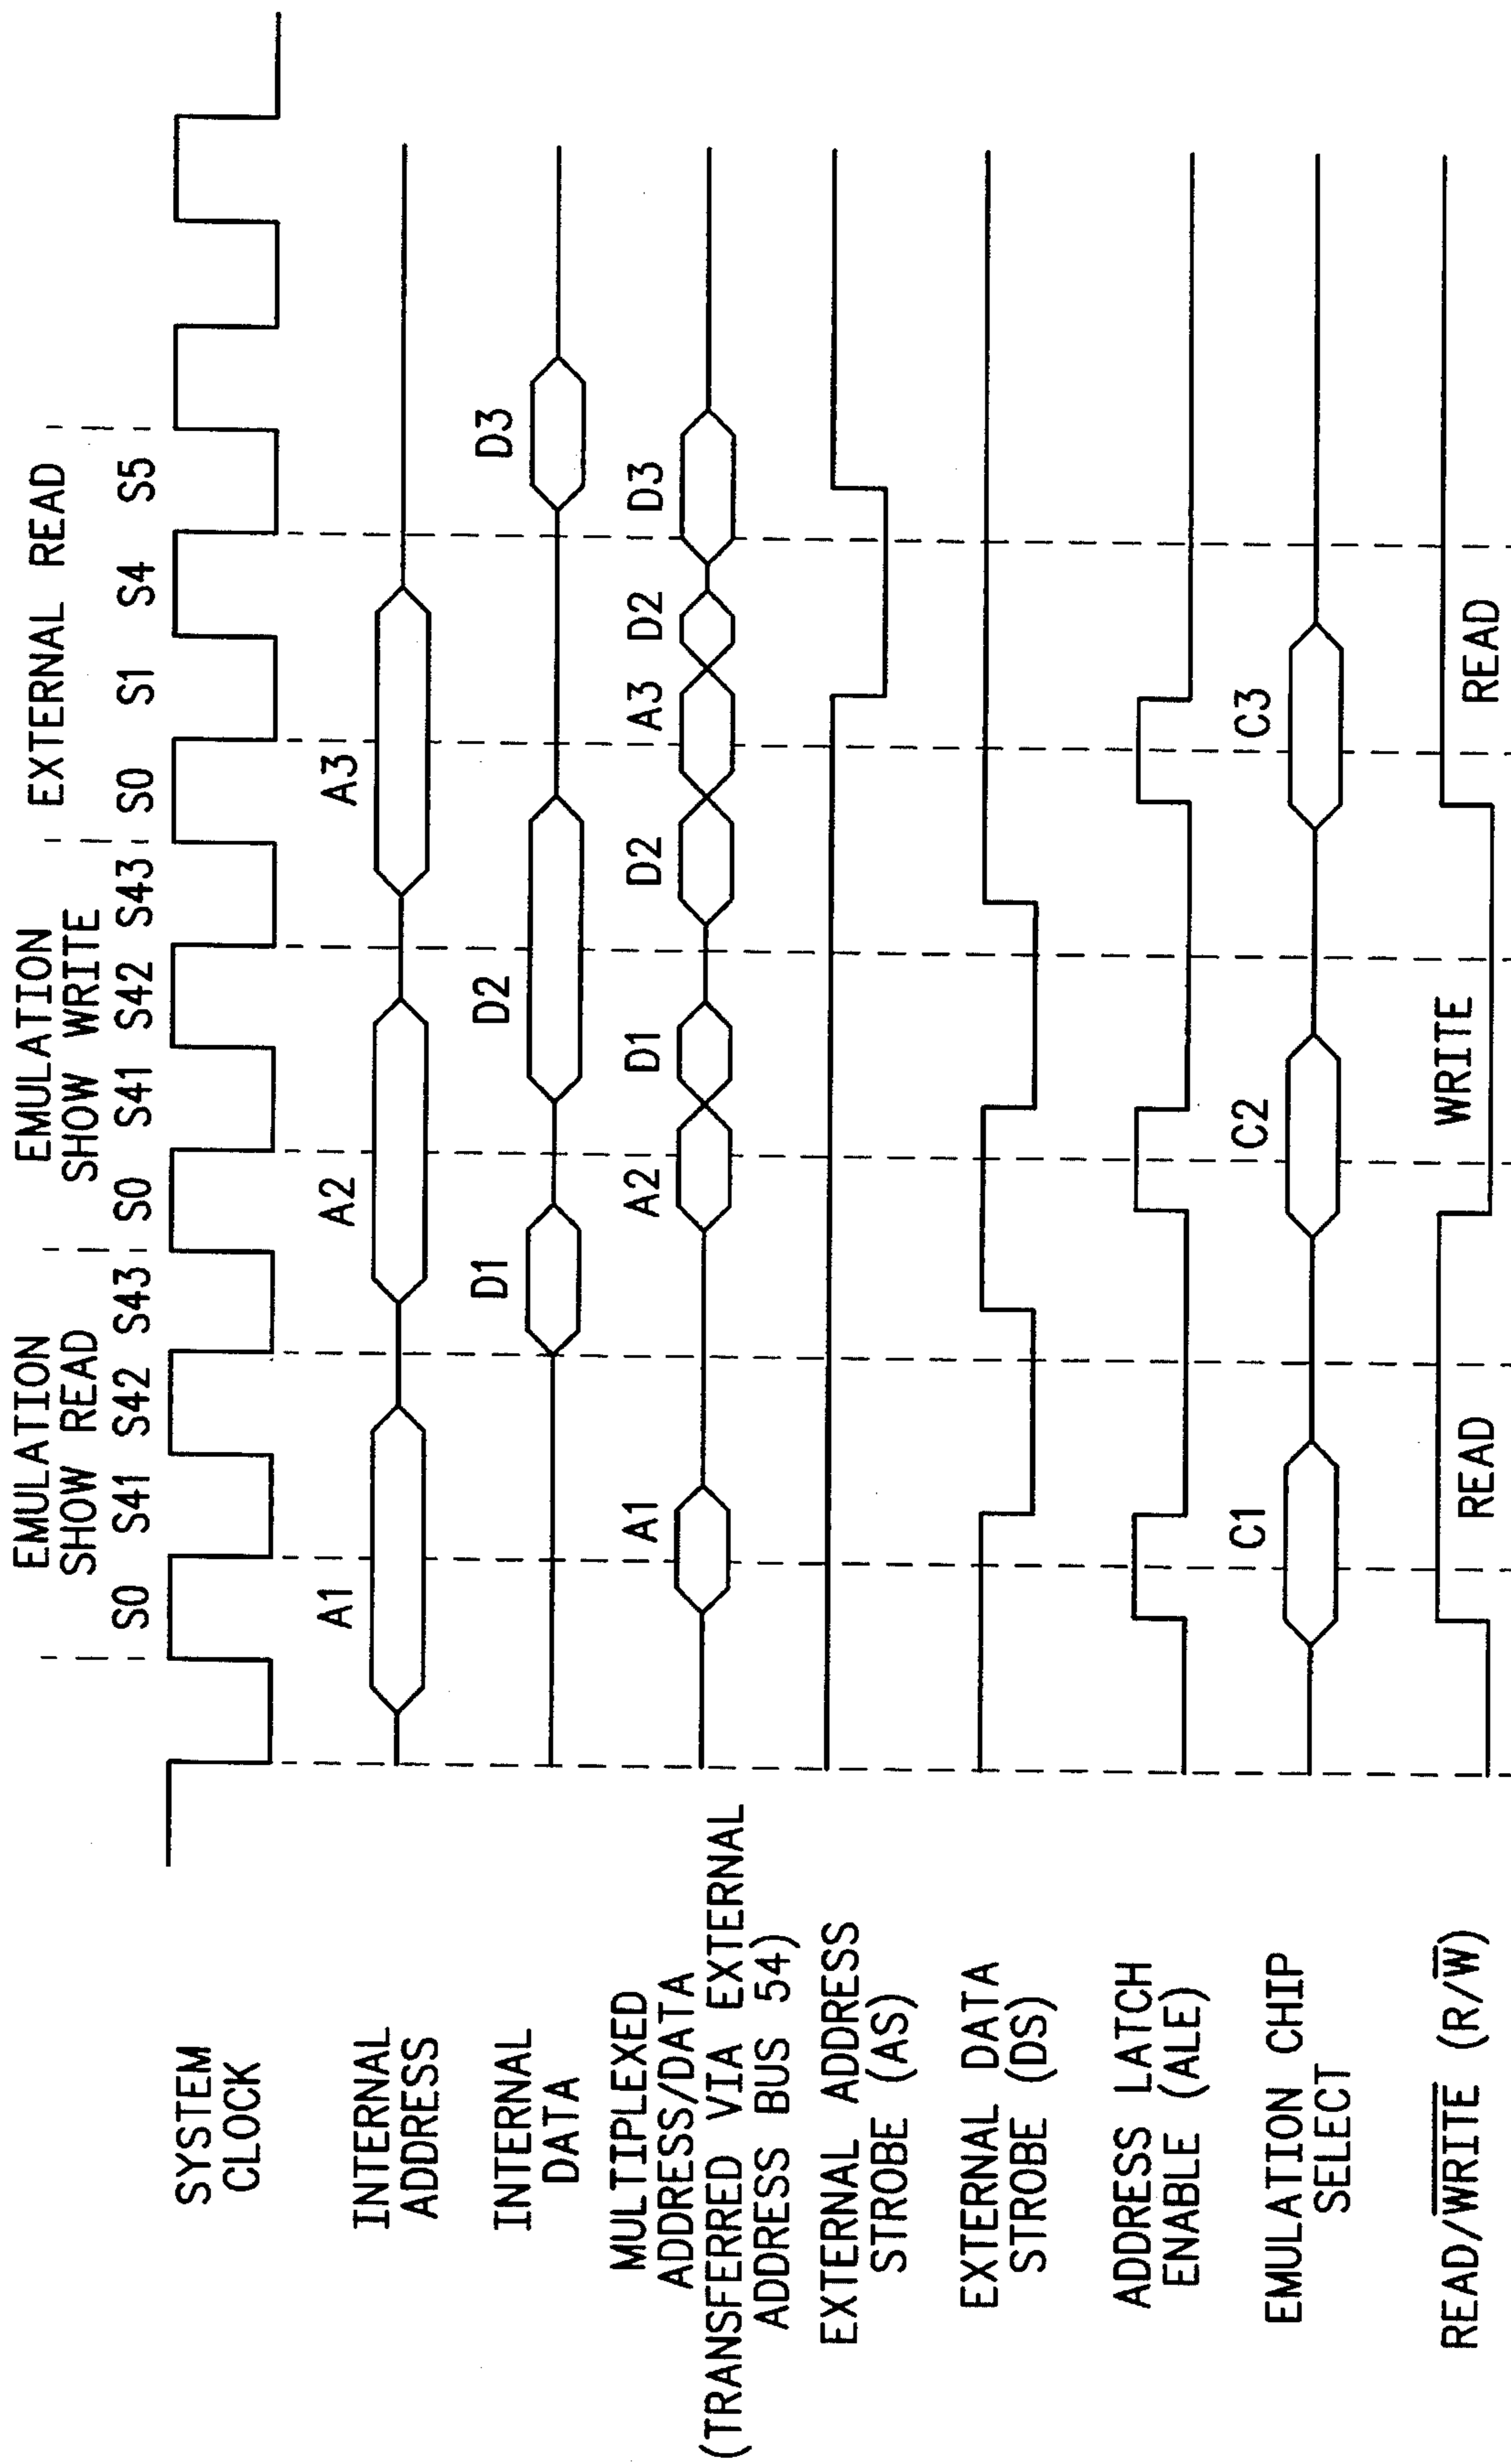 EMULATION
SHOW READ
EMULATION
SHOW WRITE
EXTERNAL READ
S0 S41 S42 S43 S0 S41 S42 S43 S0 S1 S4 S5
SYSTEM
CLOCK
INTERNAL
ADDRESS
A1 A2 A3
INTERNAL
DATA
D1 D2 D3
MULTIPLEXED
ADDRESS/DATA
(TRANSFERRED VIA EXTERNAL
ADDRESS BUS 54)
A1 A2 D1 D2 A3 D2 D3
EXTERNAL ADDRESS
STROBE (AS)
EXTERNAL DATA
STROBE (DS)
ADDRESS LATCH
ENABLE (ALE)
EMULATION CHIP
SELECT
C1 C2 C3
READ/W̅R̅I̅T̅E̅ (R/W̅)
READ WRITE READ